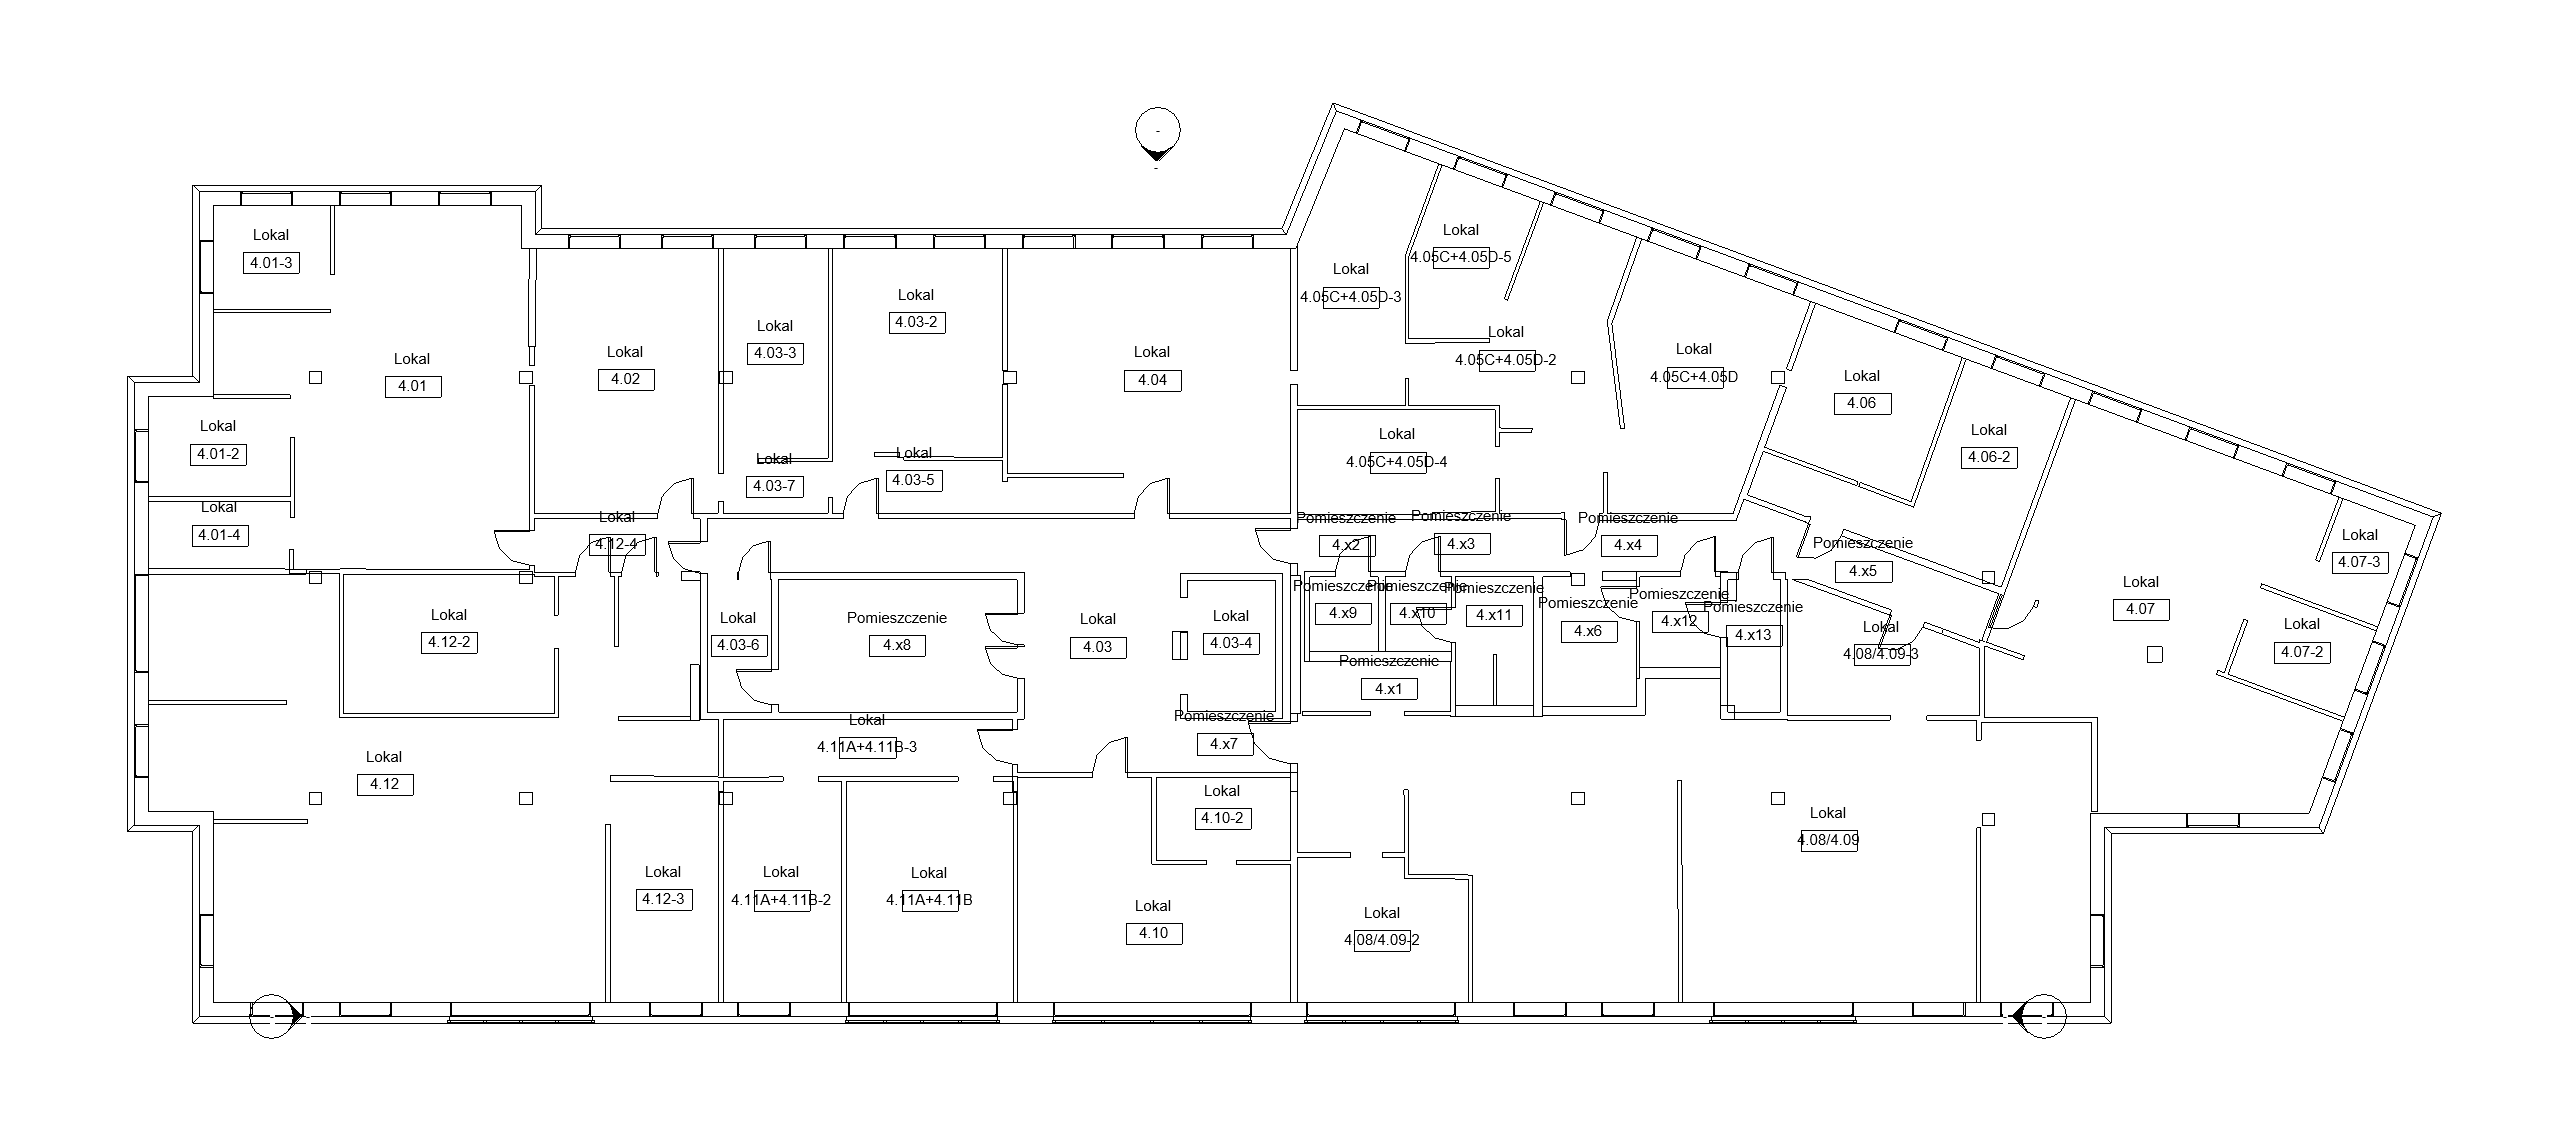 Lokal
4.01-3
Lokal
4.05C+4.05D-5
Lokal
4.05C+4.05D-3
Lokal
4.03-2
Lokal
4.03-3
Lokal
4.05C+4.05D-2
Lokal
4.01
Lokal
4.02
Lokal
4.04
Lokal
4.05C+4.05D
Lokal
4.06
Lokal
4.01-2
Lokal
4.03-7
Lokal
4.03-5
Lokal
4.05C+4.05D-4
Lokal
4.06-2
Lokal
4.01-4
Lokal
4.12-4
Pomieszczenie
4.x2
Pomieszczenie
4.x3
Pomieszczenie
4.x4
Pomieszczenie
4.x5
Lokal
4.07-3
Lokal
4.07
Lokal
4.12-2
Lokal
4.03-6
Pomieszczenie
4.x8
Lokal
4.03
Lokal
4.03-4
Pomieszczenie
4.x9
Pomieszczenie
4.x10
Pomieszczenie
4.x11
Pomieszczenie
4.x6
Pomieszczenie
4.x12
Pomieszczenie
4.x13
Lokal
4.08/4.09-3
Lokal
4.07-2
Pomieszczenie
4.x1
Lokal
4.11A+4.11B-3
Pomieszczenie
4.x7
Lokal
4.12
Lokal
4.10-2
Lokal
4.08/4.09
Lokal
4.12-3
Lokal
4.11A+4.11B-2
Lokal
4.11A+4.11B
Lokal
4.10
Lokal
4.08/4.09-2